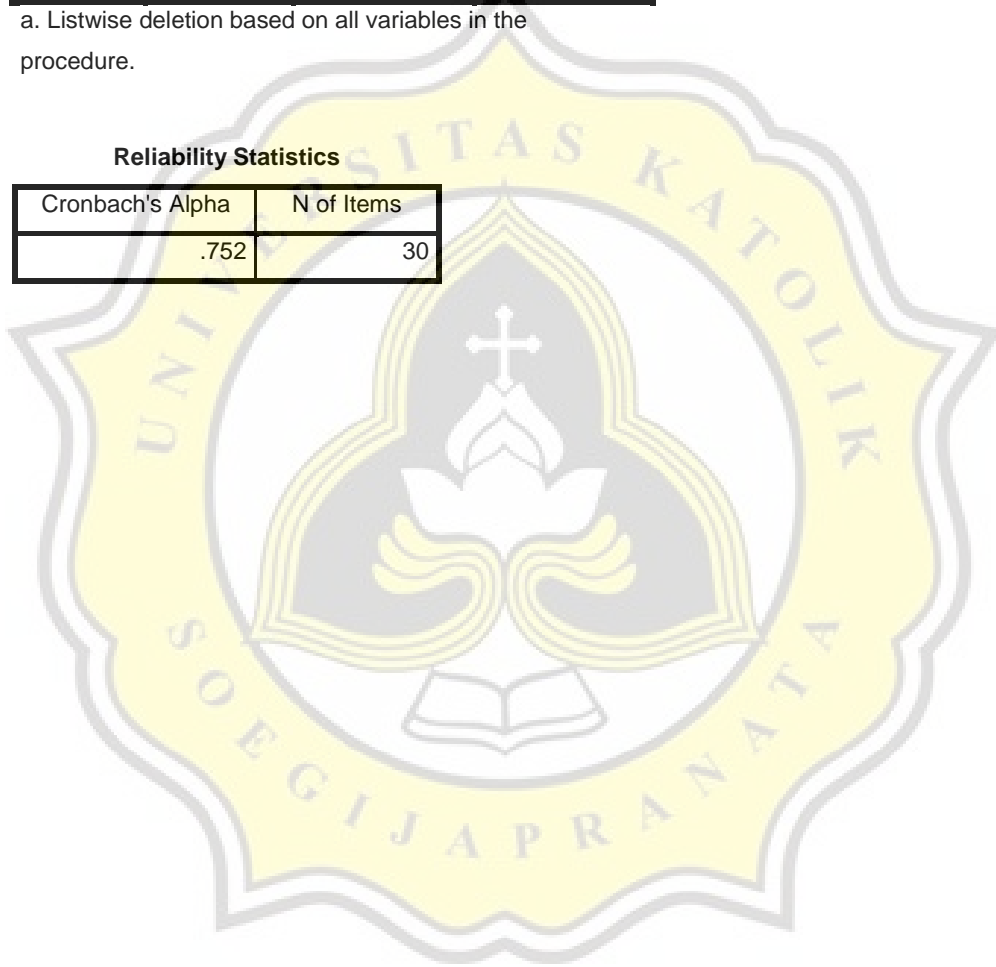 a. Listwise deletion based on all variables in the
procedure.
Reliability Statistics
Cronbach's Alpha N of Items
.752 30
UNIVERSITAS KATOLIK
SOEGIJAPRANATA